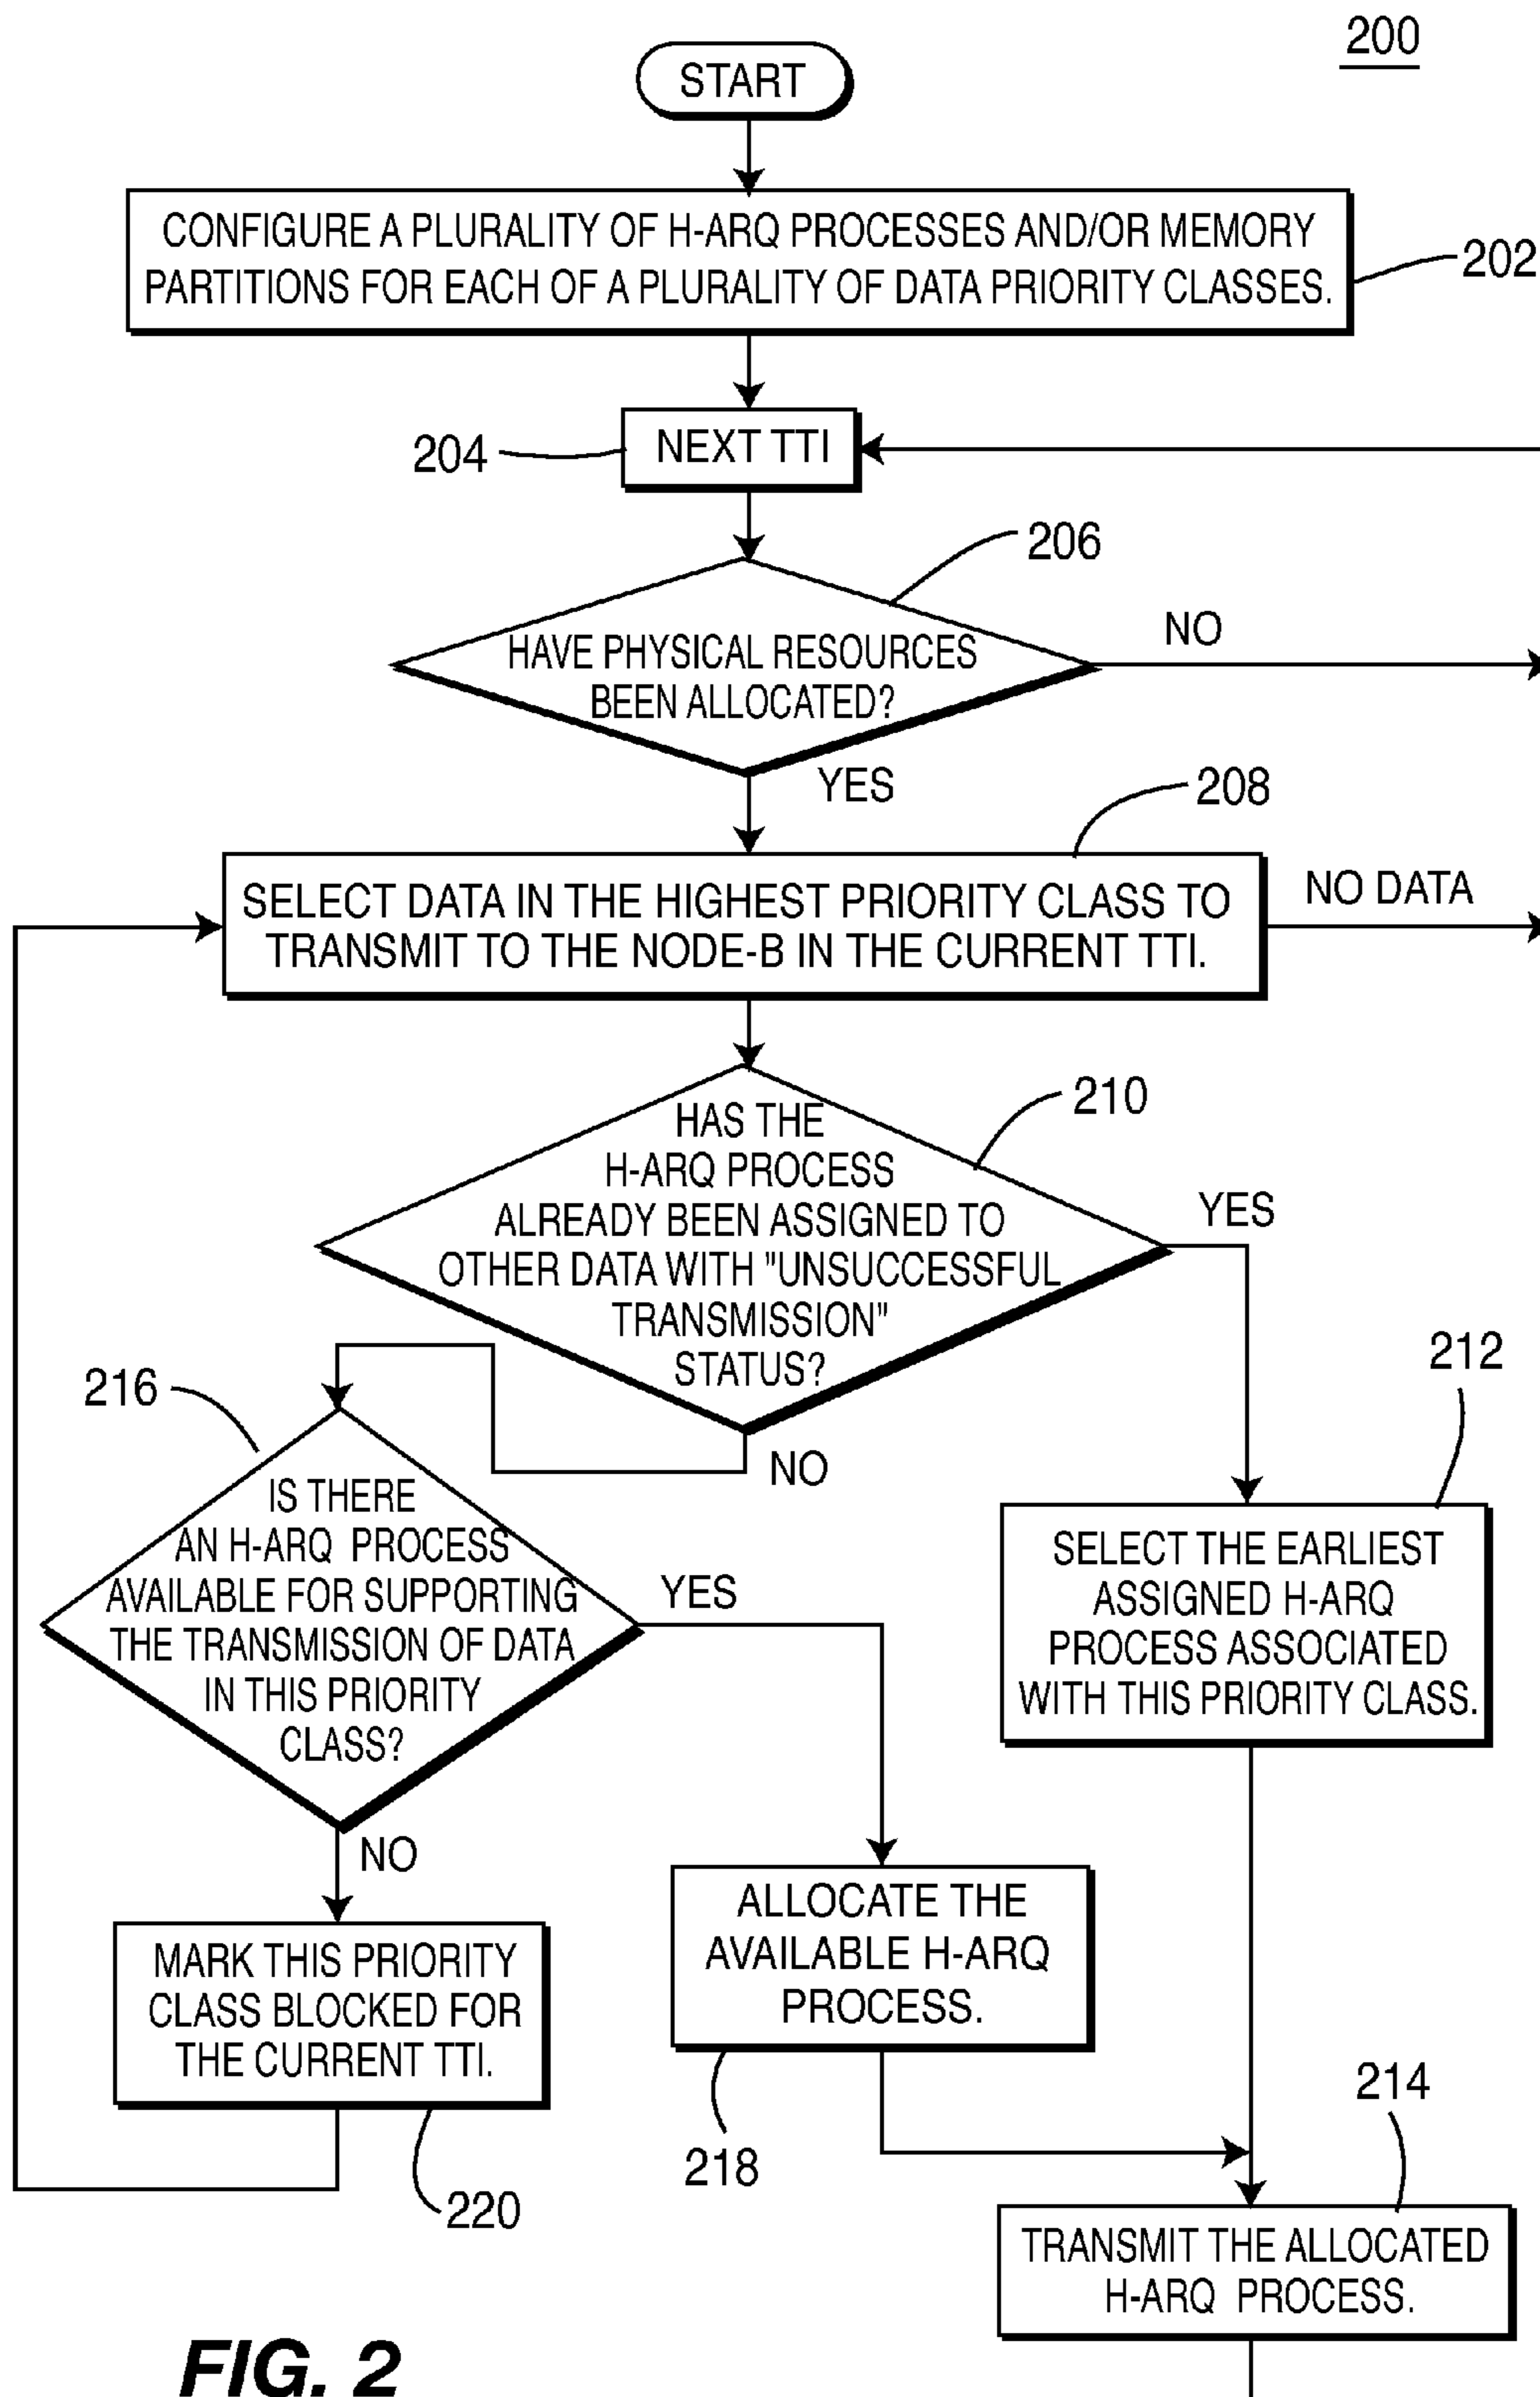 200
START
CONFIGURE A PLURALITY OF H-ARQ PROCESSES AND/OR MEMORY
PARTITIONS FOR EACH OF A PLURALITY OF DATA PRIORITY CLASSES.
202
204
NEXT TTI
206
HAVE PHYSICAL RESOURCES
BEEN ALLOCATED?
NO
YES
208
SELECT DATA IN THE HIGHEST PRIORITY CLASS TO
TRANSMIT TO THE NODE-B IN THE CURRENT TTI.
NO DATA
210
HAS THE
H-ARQ PROCESS
ALREADY BEEN ASSIGNED TO
OTHER DATA WITH "UNSUCCESSFUL
TRANSMISSION"
STATUS?
YES
NO
212
SELECT THE EARLIEST
ASSIGNED H-ARQ
PROCESS ASSOCIATED
WITH THIS PRIORITY CLASS.
216
IS THERE
AN H-ARQ PROCESS
AVAILABLE FOR SUPPORTING
THE TRANSMISSION OF DATA
IN THIS PRIORITY
CLASS?
YES
NO
ALLOCATE THE
AVAILABLE H-ARQ
PROCESS.
218
MARK THIS PRIORITY
CLASS BLOCKED FOR
THE CURRENT TTI.
220
214
TRANSMIT THE ALLOCATED
H-ARQ PROCESS.
FIG. 2